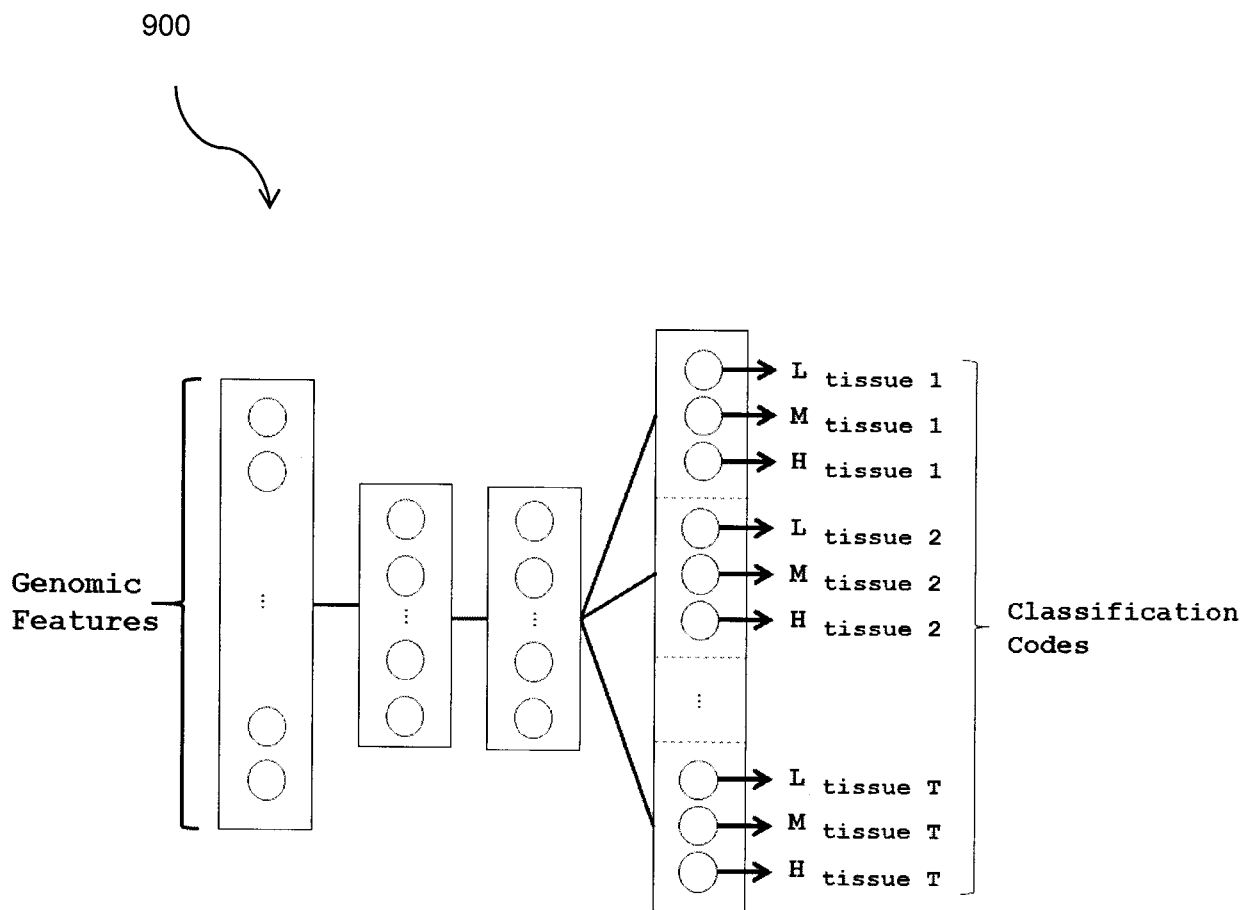 900
Genomic
Features
...
...
...
...
L tissue 1
M tissue 1
H tissue 1
L tissue 2
M tissue 2
H tissue 2
L tissue T
M tissue T
H tissue T
Classification
Codes